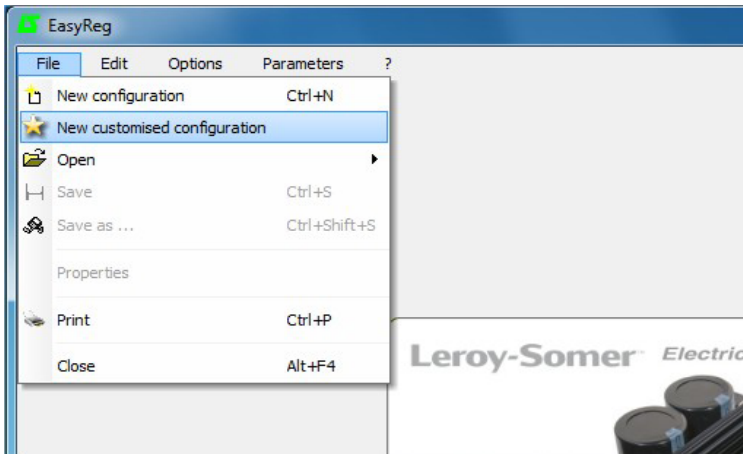 EasyReg
File Edit Options Parameters ?
New configuration Ctrl+N
New customised configuration
Open
Save Ctrl+S
Save as ... Ctrl+Shift+S
Properties
Print Ctrl+P
Close Alt+F4
Leroy-Somer Electric